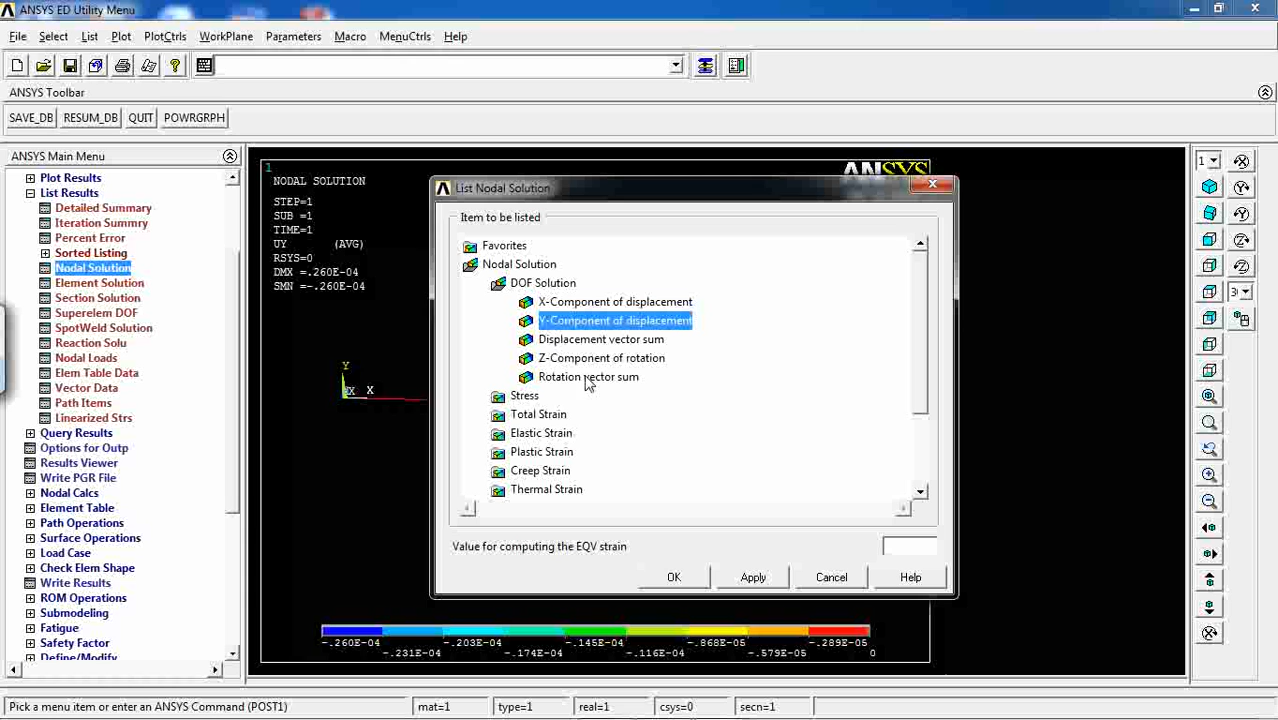 ANSYS ED Utility Menu
File Select List Plot PlotCtrls WorkPlane Parameters Macro MenuCtrls Help
ANSYS Toolbar
SAVE_DB RESUM_DB QUIT POWRGRPH
ANSYS Main Menu
Plot Results
List Results
Detailed Summary
Iteration Summry
Percent Error
Sorted Listing
Nodal Solution
Element Solution
Section Solution
Superelem DOF
SpotWeld Solution
Reaction Solu
Nodal Loads
Elem Table Data
Vector Data
Path Items
Linearized Strs
Query Results
Options for Outp
Results Viewer
Write PGR File
Nodal Calcs
Element Table
Path Operations
Surface Operations
Load Case
Check Elem Shape
Write Results
ROM Operations
Submodeling
Fatigue
Safety Factor
Define/Modify
1
NODAL SOLUTION
STEP=1
SUB =1
TIME=1
UY (AVG)
RSYS=0
DMX =.260E-04
SMN =-.260E-04
ANSYS
Y
X
List Nodal Solution
Item to be listed
Favorites
Nodal Solution
DOF Solution
X-Component of displacement
Y-Component of displacement
Displacement vector sum
Z-Component of rotation
Rotation vector sum
Stress
Total Strain
Elastic Strain
Plastic Strain
Creep Strain
Thermal Strain
Value for computing the EQV strain
OK Apply Cancel Help
-.260E-04 -.203E-04 -.145E-04 -.868E-05 -.289E-05
-.231E-04 -.174E-04 -.116E-04 -.579E-05 0
1
Pick a menu item or enter an ANSYS Command (POST1) mat=1 type=1 real=1 csys=0 secn=1